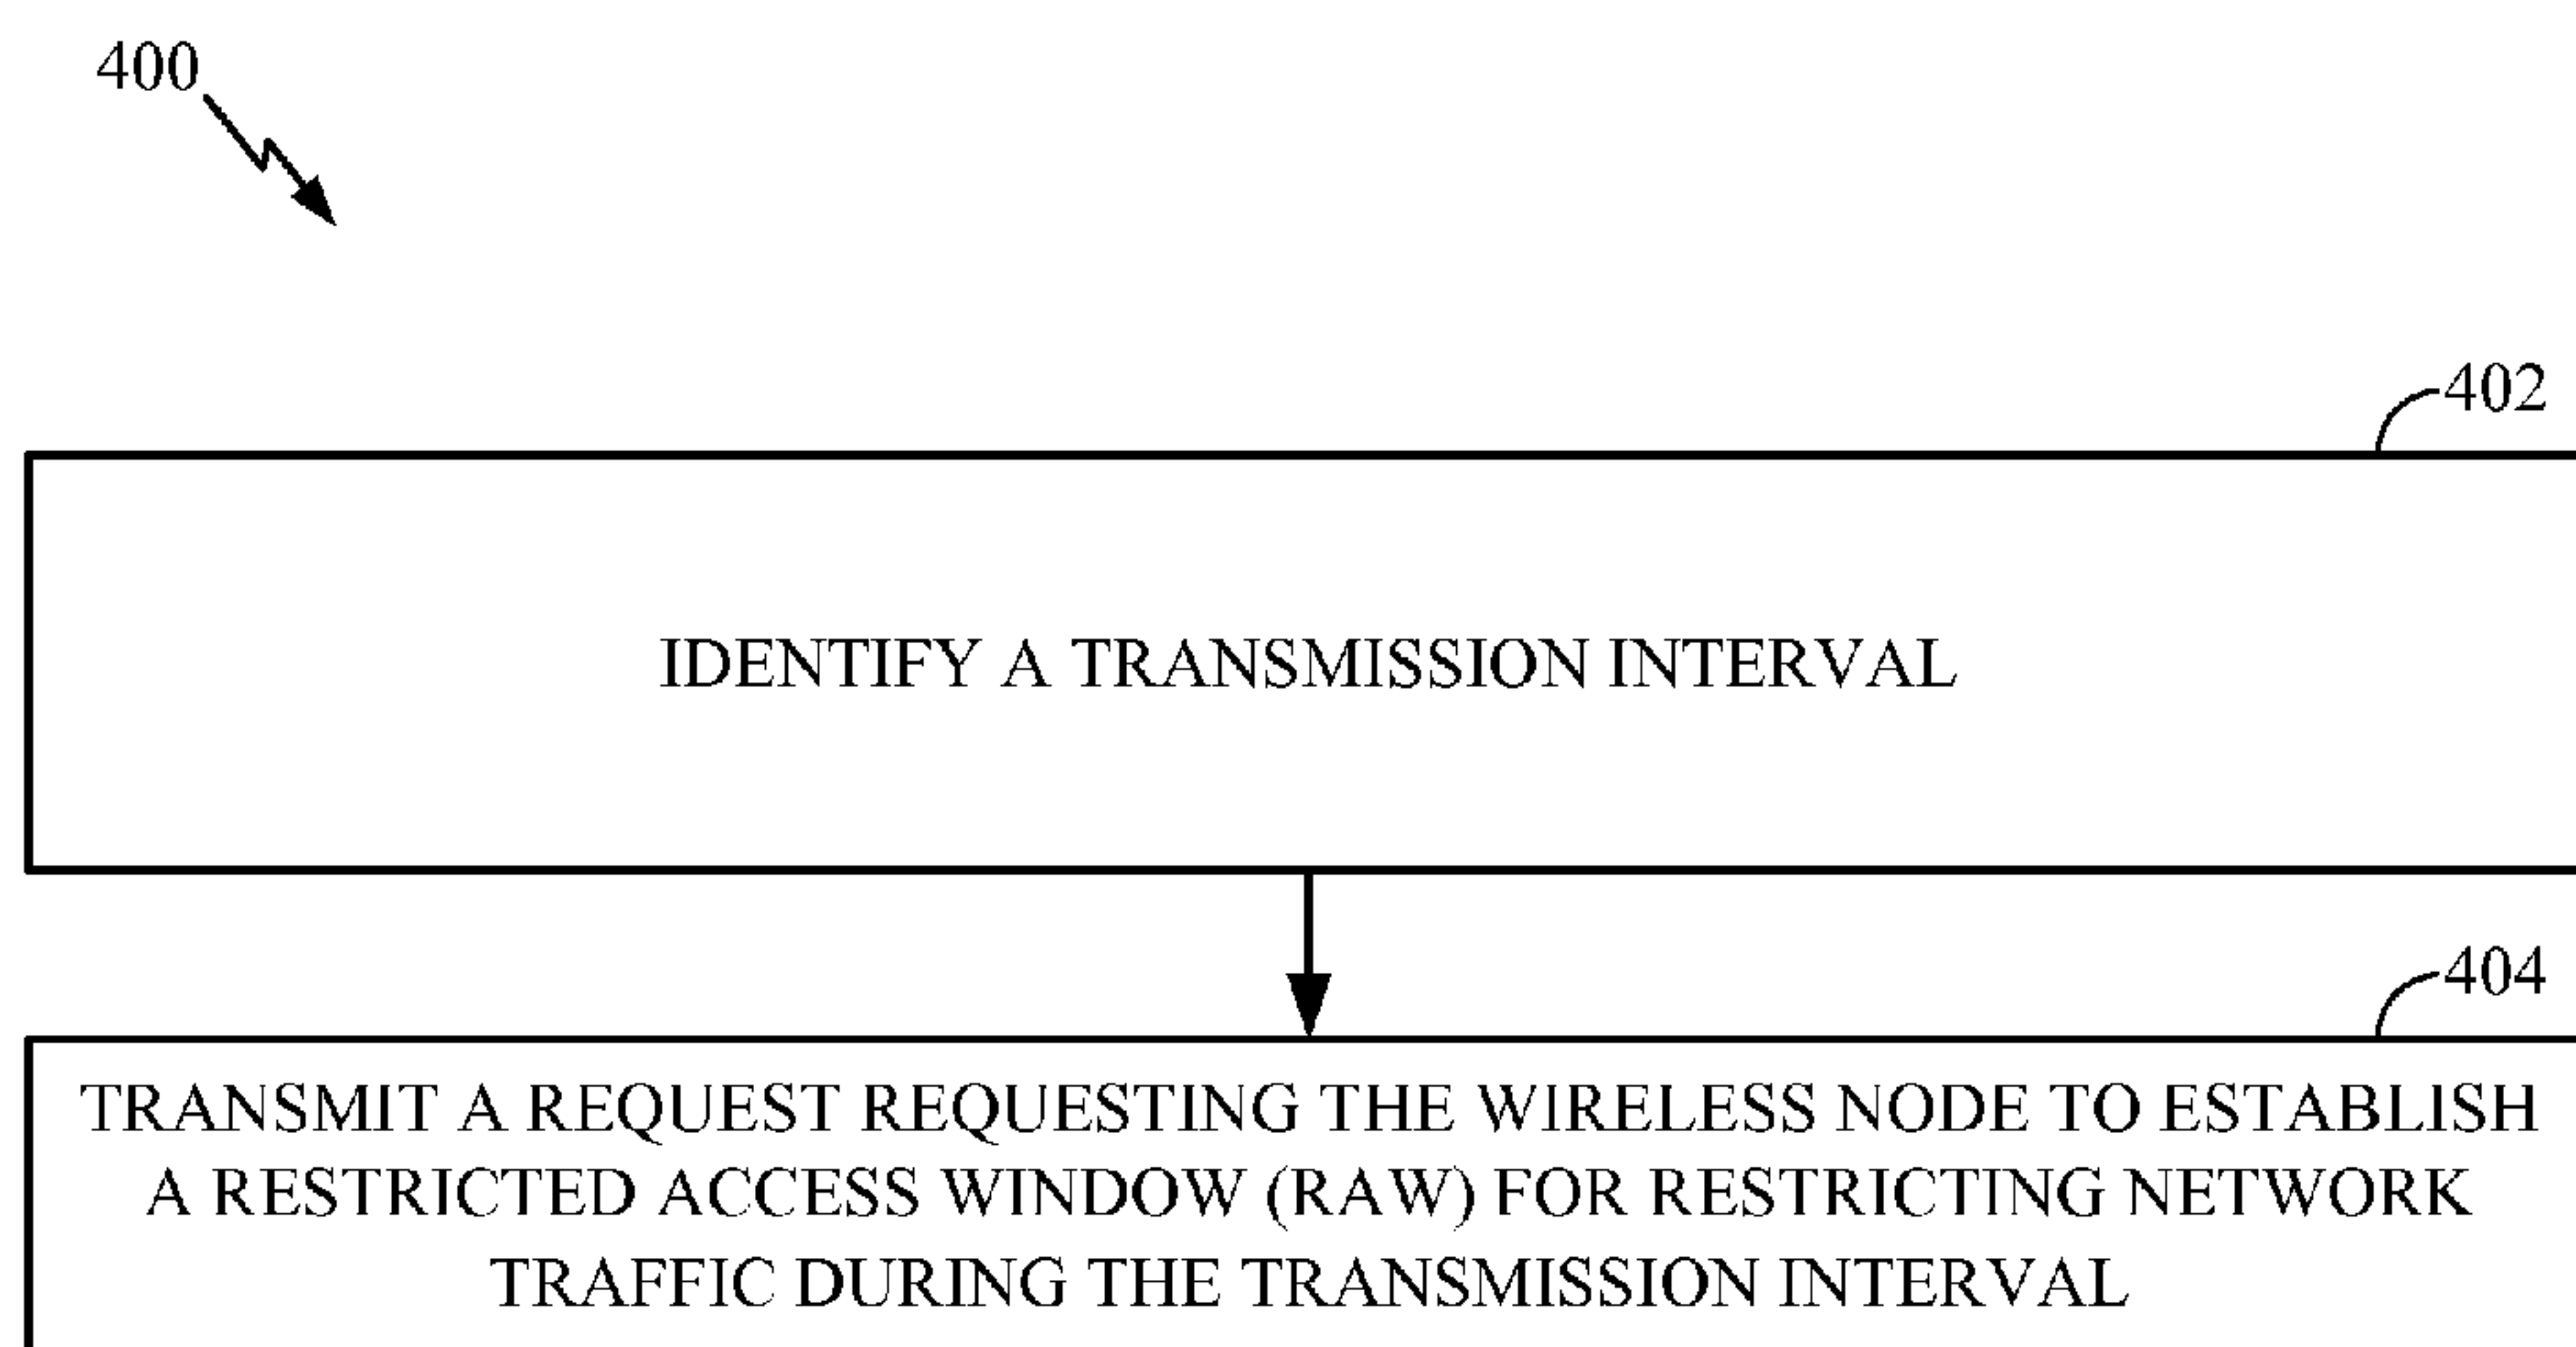 400
402
IDENTIFY A TRANSMISSION INTERVAL
404
TRANSMIT A REQUEST REQUESTING THE WIRELESS NODE TO ESTABLISH
A RESTRICTED ACCESS WINDOW (RAW) FOR RESTRICTING NETWORK
TRAFFIC DURING THE TRANSMISSION INTERVAL